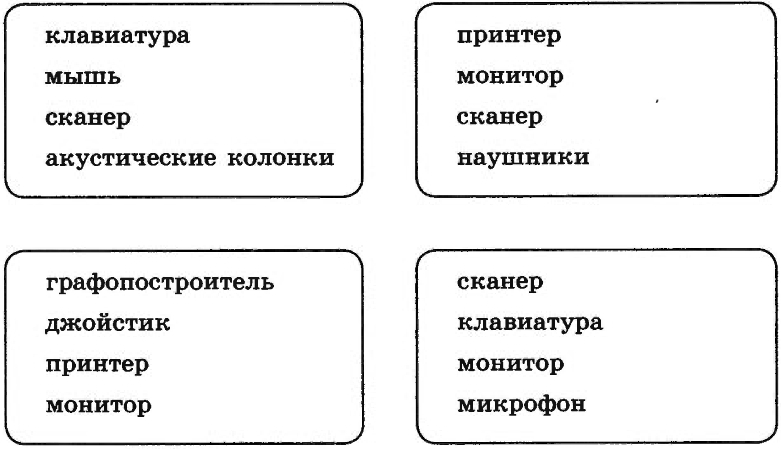 клавиатура
мышь
сканер
акустические колонки
принтер
монитор
сканер
наушники
графопостроитель
джойстик
принтер
монитор
сканер
клавиатура
монитор
микрофон